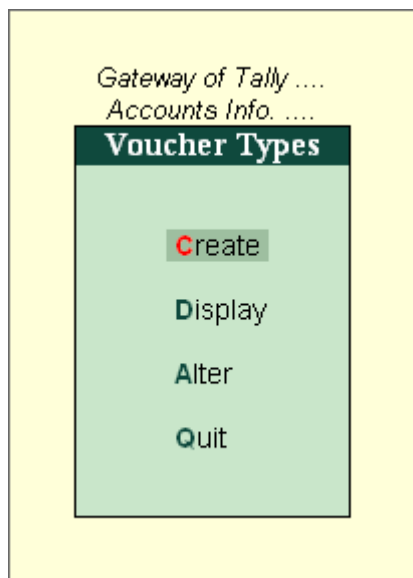 Gateway of Tally ....
Accounts Info. ....
Voucher Types
Create
Display
Alter
Quit